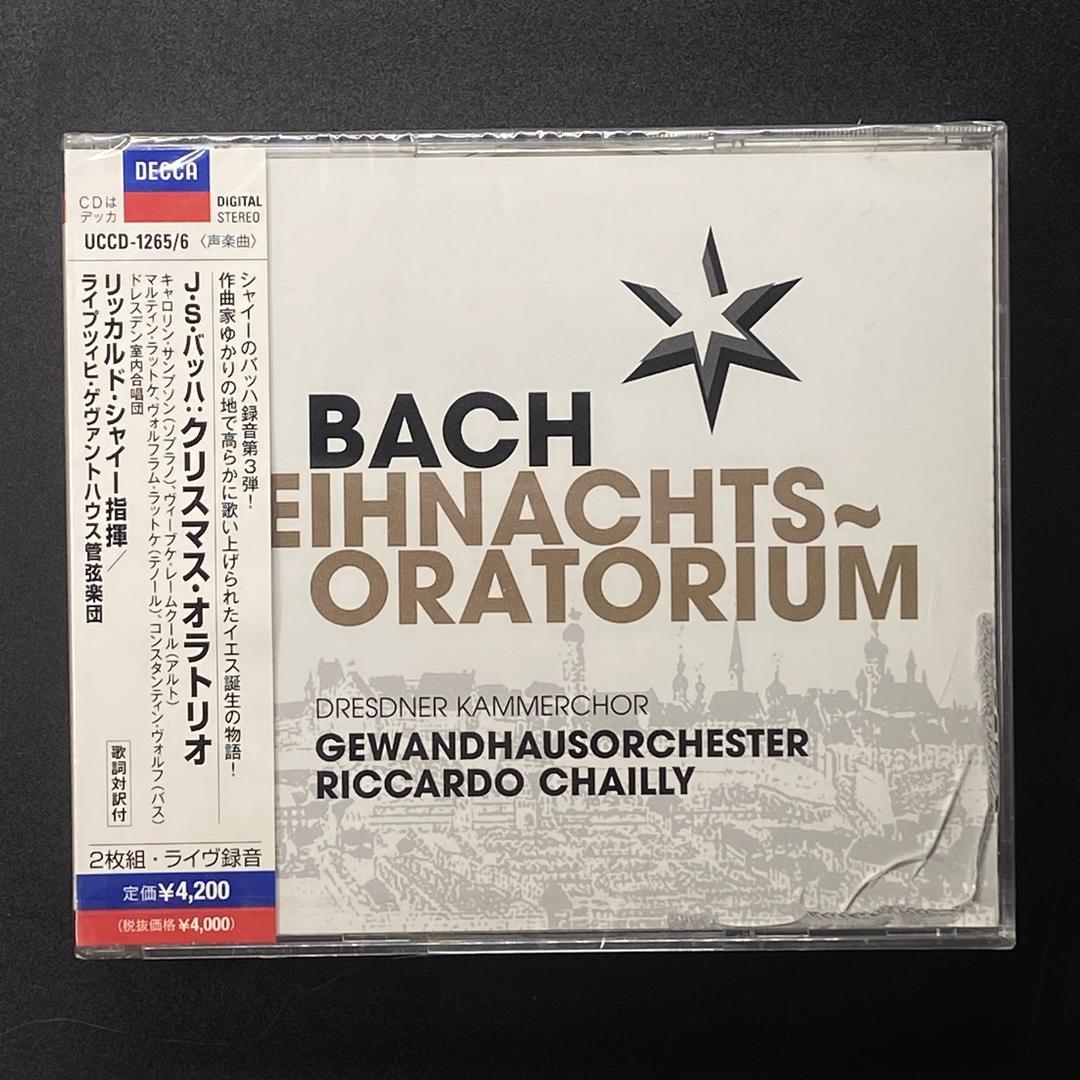 DECCA
CDは
デッカ
DIGITAL
STEREO
UCCD-1265/6 〈声楽曲〉
シャイーのバッハ録音第3弾！
作曲家ゆかりの地で高らかに歌い上げられたイエス誕生の物語！
J・S・バッハ：クリスマス・オラトリオ
キャロリン・サンプソン（ソプラノ）、ヴィープケ・レームクール（アルト）
マルティン・ラットケ、ヴォルフラム・ラットケ（テノール）、コンスタンティン・ヴォルフ（バス）
ドレスデン室内合唱団
リッカルド・シャイー指揮／
ライプツィヒ・ゲヴァントハウス管弦楽団
歌詞対訳付
2枚組・ライヴ録音
定価¥4,200
（税抜価格 ¥4,000）
BACH
EIHNACHTS~
ORATORIUM
DRESDNER KAMMERCHOR
GEWANDHAUSORCHESTER
RICCARDO CHAILLY